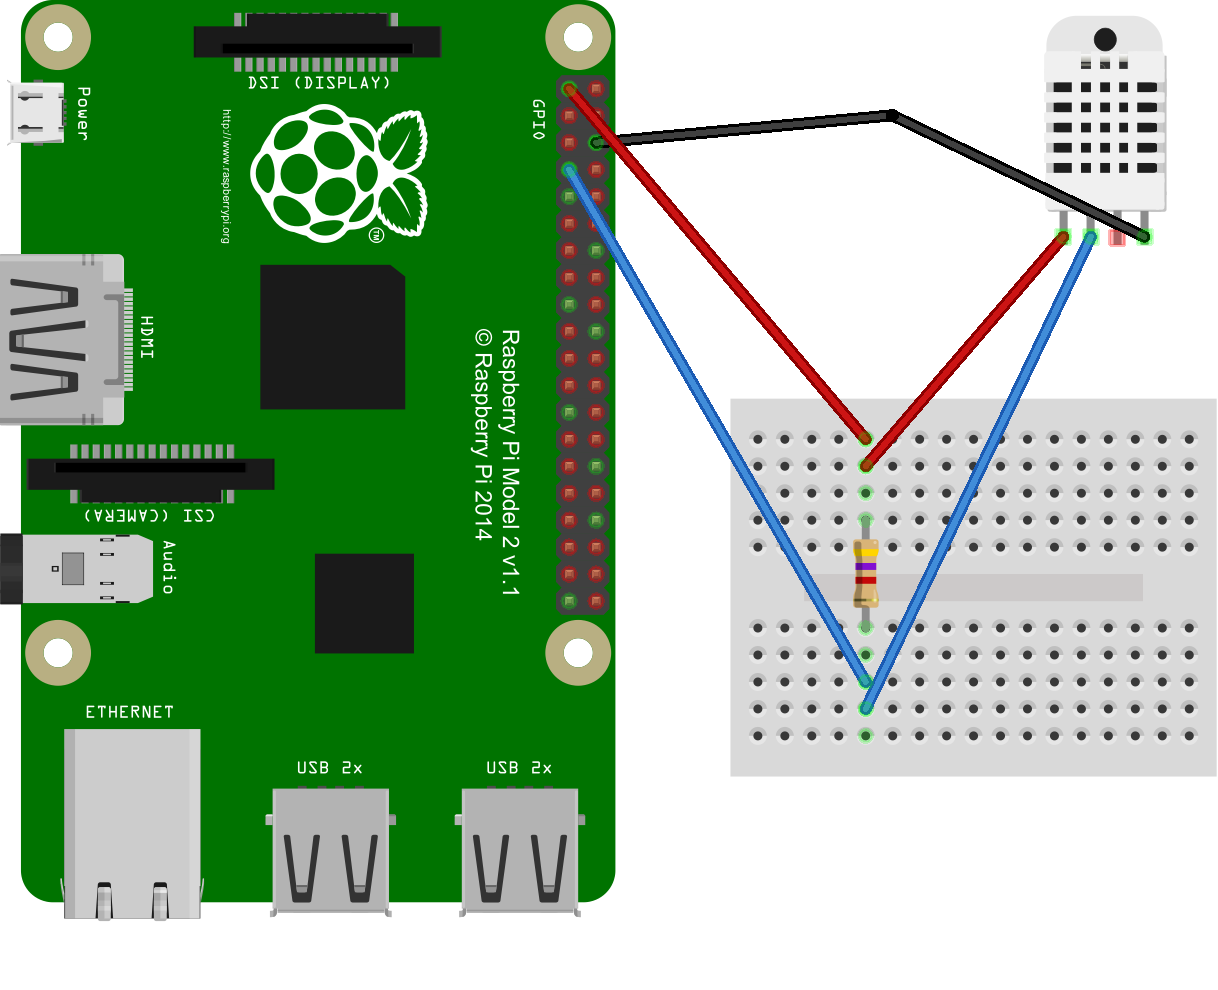 DSI (DISPLAY)
Power
GPIO
http://www.raspberrypi.org
TM
HDMI
Raspberry Pi Model 2 v1.1
© Raspberry Pi 2014
CSI (CAMERA)
Audio
ETHERNET
USB 2x
USB 2x